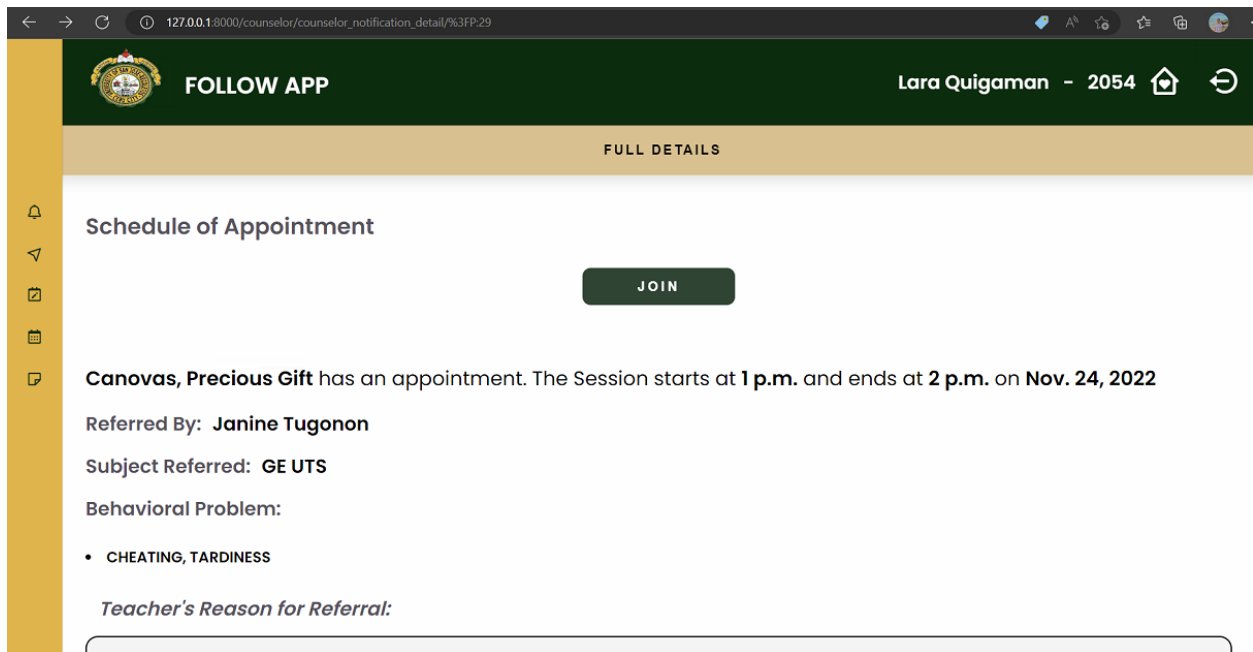 127.0.0.1:8000/counselor/counselor_notification_detail/%3FP:29
FOLLOW APP
Lara Quigaman - 2054
FULL DETAILS
Schedule of Appointment
JOIN
Canovas, Precious Gift has an appointment. The Session starts at 1 p.m. and ends at 2 p.m. on Nov. 24, 2022
Referred By: Janine Tugonon
Subject Referred: GE UTS
Behavioral Problem:
• CHEATING, TARDINESS
Teacher's Reason for Referral: